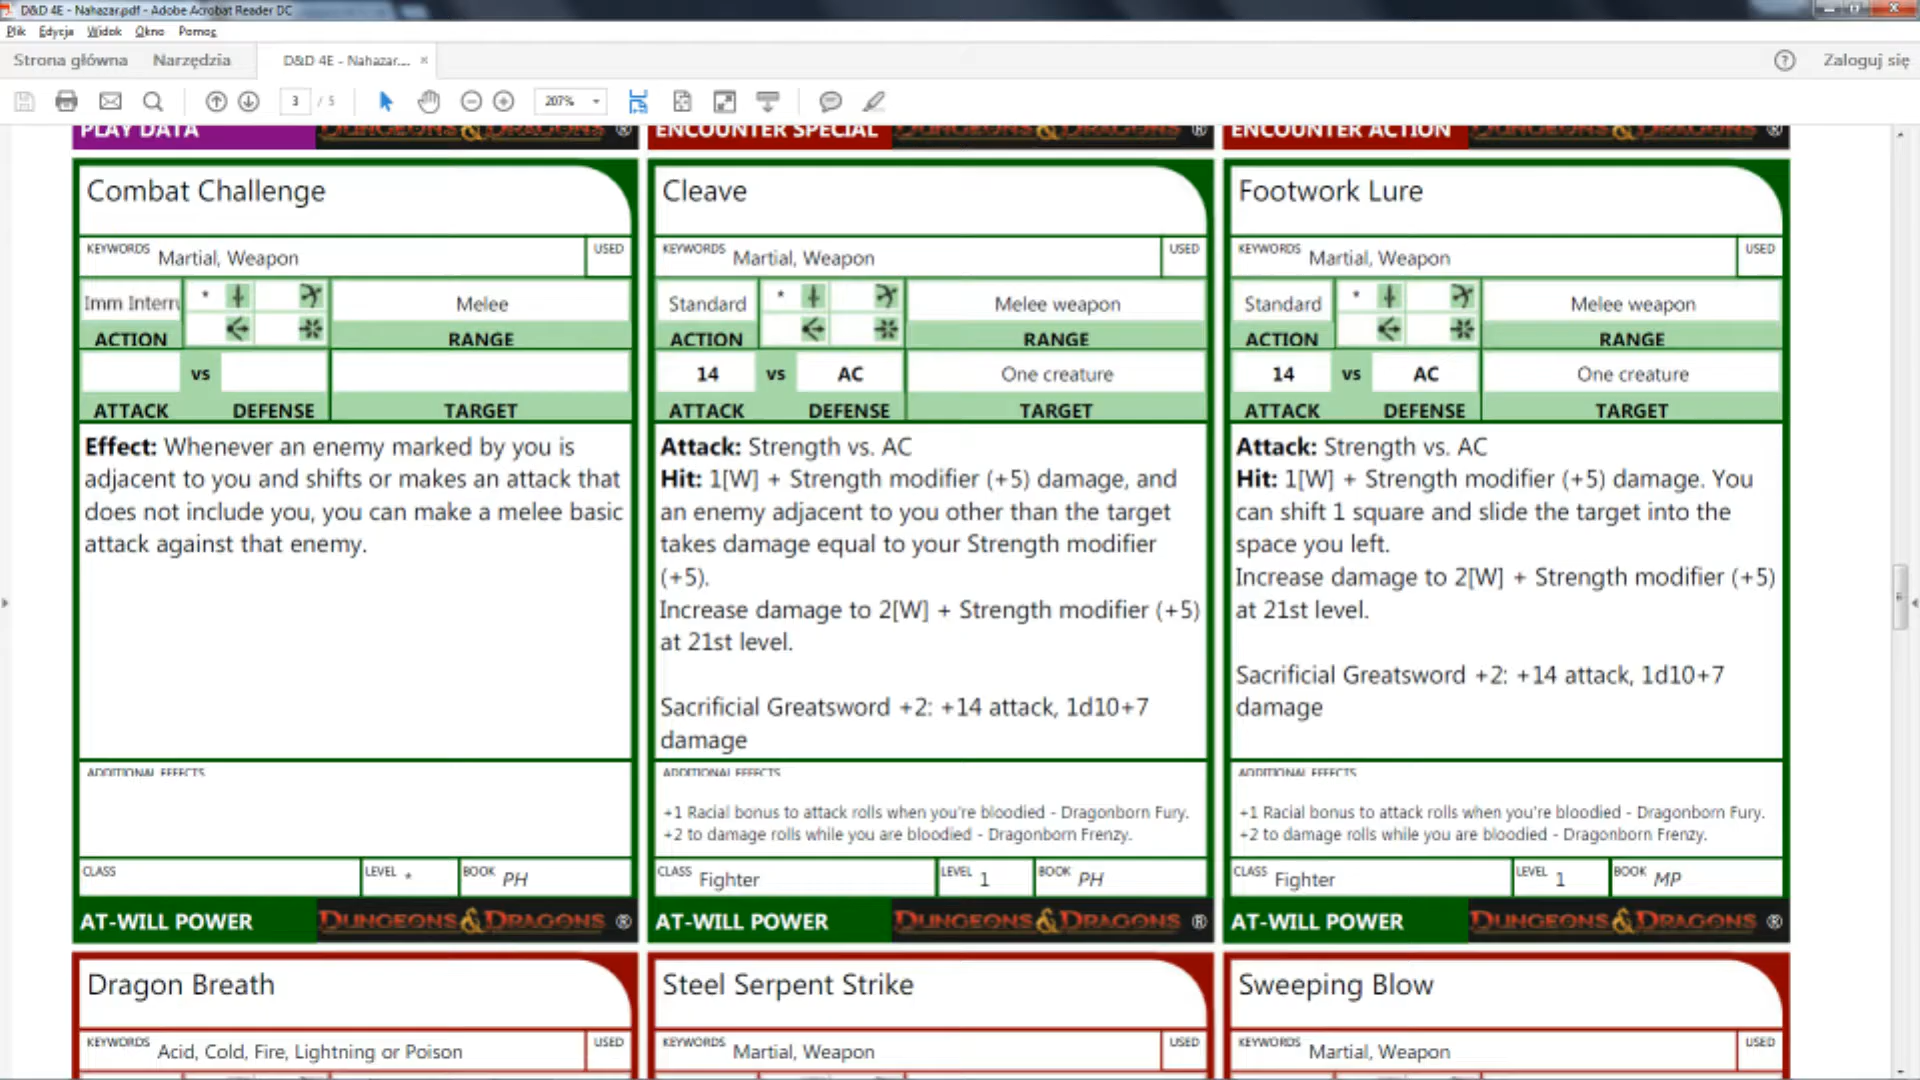 D&D 4E - Nahazar.pdf - Adobe Acrobat Reader DC
Plik Edycja Widok Okno Pomoc
Strona główna Narzędzia D&D 4E - Nahazar.... × Zaloguj się
3 / 5 207%
PLAY DATA DUNGEONS & DRAGONS ® ENCOUNTER SPECIAL DUNGEONS & DRAGONS ® ENCOUNTER ACTION DUNGEONS & DRAGONS ®
Combat Challenge
KEYWORDS Martial, Weapon USED
Imm Interru * Melee
ACTION RANGE
vs
ATTACK DEFENSE TARGET
Effect: Whenever an enemy marked by you is
adjacent to you and shifts or makes an attack that
does not include you, you can make a melee basic
attack against that enemy.
ADDITIONAL EFFECTS
CLASS LEVEL * BOOK PH
AT-WILL POWER DUNGEONS & DRAGONS ®
Cleave
KEYWORDS Martial, Weapon USED
Standard * Melee weapon
ACTION RANGE
14 vs AC One creature
ATTACK DEFENSE TARGET
Attack: Strength vs. AC
Hit: 1[W] + Strength modifier (+5) damage, and
an enemy adjacent to you other than the target
takes damage equal to your Strength modifier
(+5).
Increase damage to 2[W] + Strength modifier (+5)
at 21st level.
Sacrificial Greatsword +2: +14 attack, 1d10+7
damage
ADDITIONAL EFFECTS
+1 Racial bonus to attack rolls when you're bloodied - Dragonborn Fury.
+2 to damage rolls while you are bloodied - Dragonborn Frenzy.
CLASS Fighter LEVEL 1 BOOK PH
AT-WILL POWER DUNGEONS & DRAGONS ®
Footwork Lure
KEYWORDS Martial, Weapon USED
Standard * Melee weapon
ACTION RANGE
14 vs AC One creature
ATTACK DEFENSE TARGET
Attack: Strength vs. AC
Hit: 1[W] + Strength modifier (+5) damage. You
can shift 1 square and slide the target into the
space you left.
Increase damage to 2[W] + Strength modifier (+5)
at 21st level.
Sacrificial Greatsword +2: +14 attack, 1d10+7
damage
ADDITIONAL EFFECTS
+1 Racial bonus to attack rolls when you're bloodied - Dragonborn Fury.
+2 to damage rolls while you are bloodied - Dragonborn Frenzy.
CLASS Fighter LEVEL 1 BOOK MP
AT-WILL POWER DUNGEONS & DRAGONS ®
Dragon Breath
KEYWORDS Acid, Cold, Fire, Lightning or Poison USED
Steel Serpent Strike
KEYWORDS Martial, Weapon USED
Sweeping Blow
KEYWORDS Martial, Weapon USED